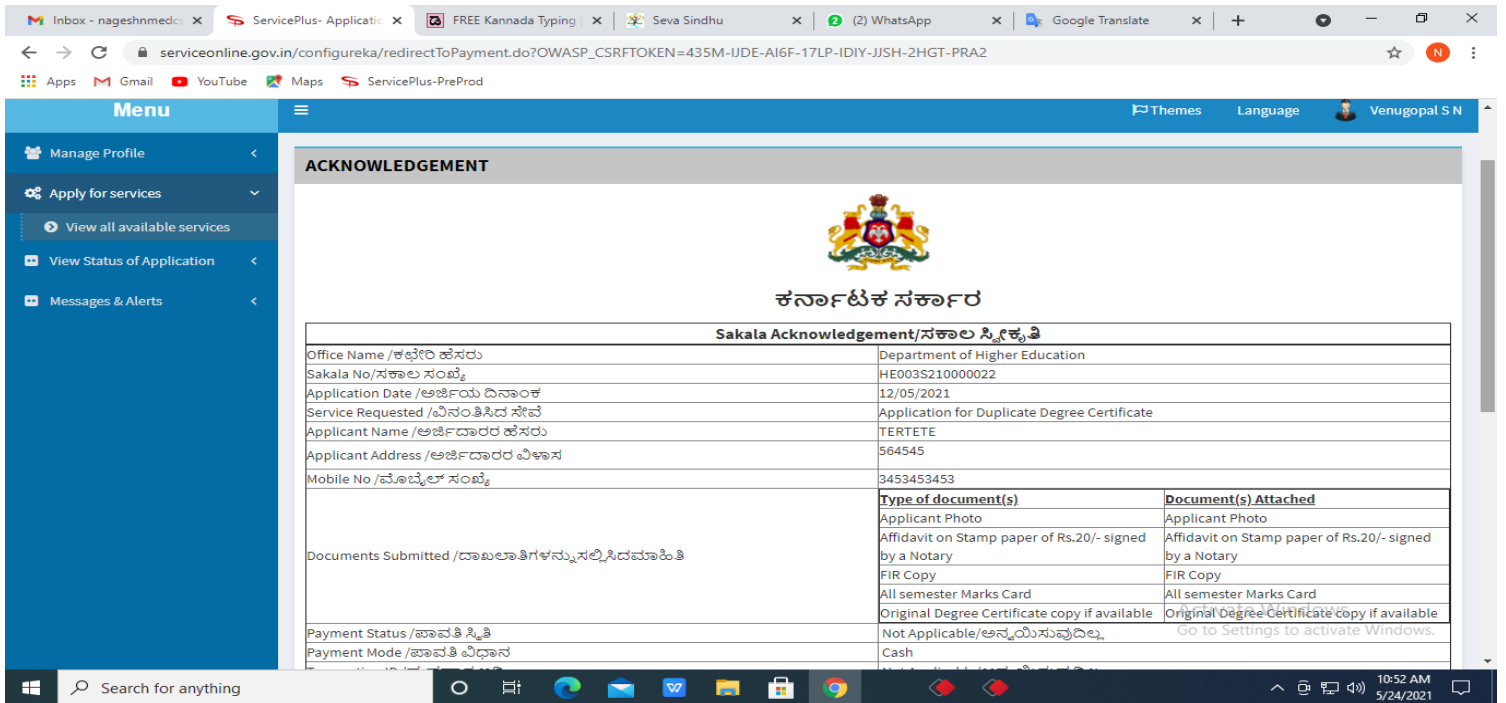 Inbox - nageshnmedcs
ServicePlus- Applicatic
FREE Kannada Typing
Seva Sindhu
(2) WhatsApp
Google Translate
serviceonline.gov.in/configureka/redirectToPayment.do?OWASP_CSRFTOKEN=435M-IJDE-AI6F-17LP-IDIY-JJSH-2HGT-PRA2
N
Apps Gmail YouTube Maps ServicePlus-PreProd
Menu
Themes Language Venugopal S N
Manage Profile
Apply for services
View all available services
View Status of Application
Messages & Alerts
ACKNOWLEDGEMENT
ಕರ್ನಾಟಕ ಸರ್ಕಾರ
Sakala Acknowledgement/ಸಕಾಲ ಸ್ವೀಕೃತಿ
Office Name /ಕಛೇರಿ ಹೆಸರು Department of Higher Education
Sakala No/ಸಕಾಲ ಸಂಖ್ಯೆ HE003S210000022
Application Date /ಅರ್ಜಿಯ ದಿನಾಂಕ 12/05/2021
Service Requested /ವಿನಂತಿಸಿದ ಸೇವೆ Application for Duplicate Degree Certificate
Applicant Name /ಅರ್ಜಿದಾರರ ಹೆಸರು TERTETE
Applicant Address /ಅರ್ಜಿದಾರರ ವಿಳಾಸ 564545
Mobile No /ಮೊಬೈಲ್ ಸಂಖ್ಯೆ 3453453453
Documents Submitted /ದಾಖಲಾತಿಗಳನ್ನುಸಲ್ಲಿಸಿದಮಾಹಿತಿ
Type of document(s) Document(s) Attached
Applicant Photo Applicant Photo
Affidavit on Stamp paper of Rs.20/- signed Affidavit on Stamp paper of Rs.20/- signed
by a Notary by a Notary
FIR Copy FIR Copy
All semester Marks Card All semester Marks Card
Original Degree Certificate copy if available Original Degree Certificate copy if available
Payment Status /ಪಾವತಿ ಸ್ಥಿತಿ Not Applicable/ಅನ್ವಯಿಸುವುದಿಲ್ಲ
Payment Mode /ಪಾವತಿ ವಿಧಾನ Cash
Activate Windows
Go to Settings to activate Windows.
Search for anything
10:52 AM
5/24/2021